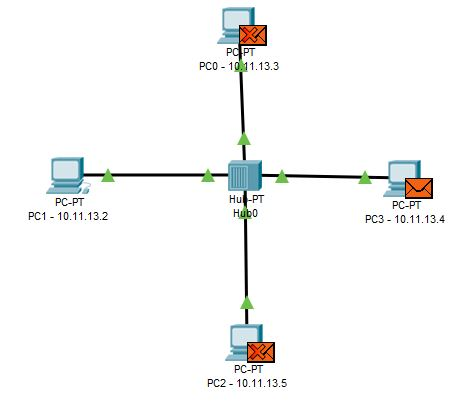 PC-PT
PC0 - 10.11.13.3
PC-PT
PC1 - 10.11.13.2
Hub-PT
Hub0
PC-PT
PC3 - 10.11.13.4
PC-PT
PC2 - 10.11.13.5